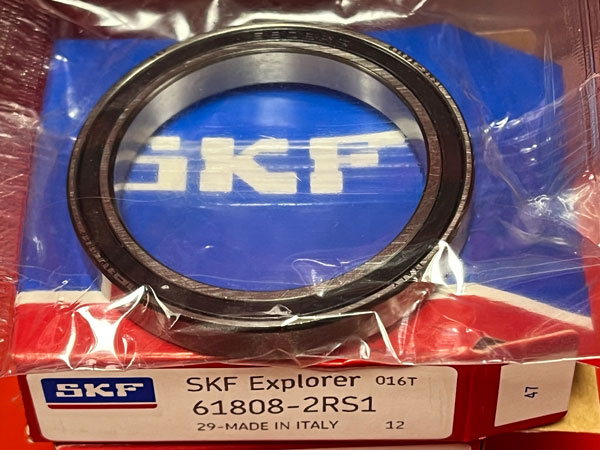 SKF
SKF
SKF Explorer 016T
61808-2RS1
29-MADE IN ITALY 12
47